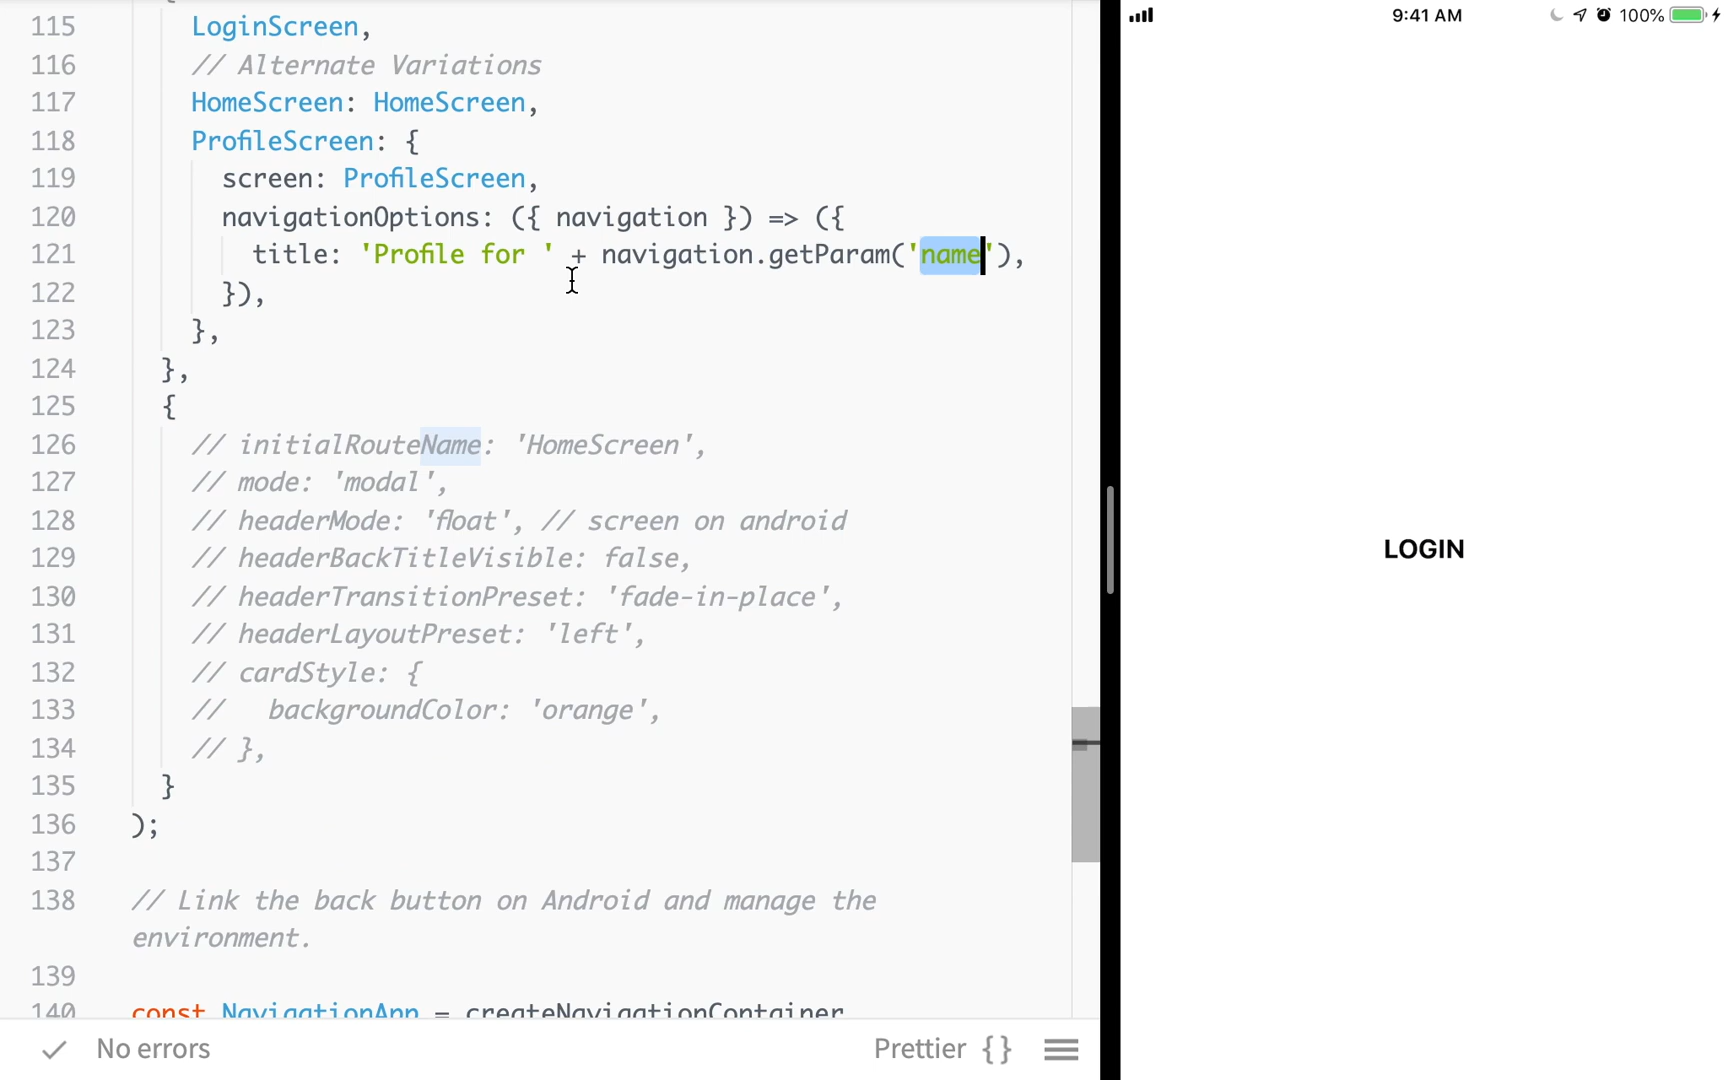 115 LoginScreen,
116 // Alternate Variations
117 HomeScreen: HomeScreen,
118 ProfileScreen: {
119 screen: ProfileScreen,
120 navigationOptions: ({ navigation }) => ({
121 title: 'Profile for ' + navigation.getParam('name'),
122 }),
123 },
124 },
125 {
126 // initialRouteName: 'HomeScreen',
127 // mode: 'modal',
128 // headerMode: 'float', // screen on android
129 // headerBackTitleVisible: false,
130 // headerTransitionPreset: 'fade-in-place',
131 // headerLayoutPreset: 'left',
132 // cardStyle: {
133 // backgroundColor: 'orange',
134 // },
135 }
136 );
137
138 // Link the back button on Android and manage the
environment.
139
140 const NavigationApp = createNavigationContainer
No errors
Prettier {}
9:41 AM
100%
LOGIN